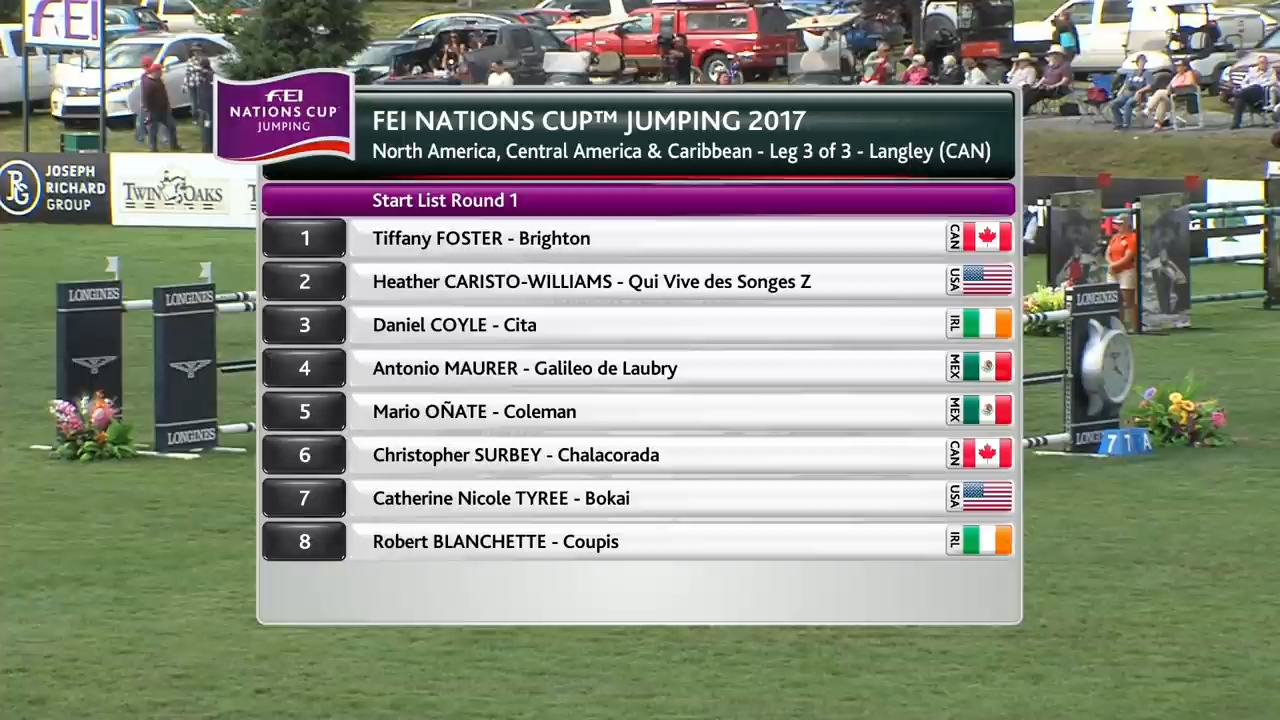 FEI
FEI
NATIONS CUP™
JUMPING
FEI NATIONS CUP™ JUMPING 2017
North America, Central America & Caribbean - Leg 3 of 3 - Langley (CAN)
JOSEPH
RICHARD
GROUP
TWIN OAKS
Start List Round 1
1 Tiffany FOSTER - Brighton CAN
2 Heather CARISTO-WILLIAMS - Qui Vive des Songes Z USA
3 Daniel COYLE - Cita IRL
4 Antonio MAURER - Galileo de Laubry MEX
5 Mario OÑATE - Coleman MEX
6 Christopher SURBEY - Chalacorada CAN
7 Catherine Nicole TYREE - Bokai USA
8 Robert BLANCHETTE - Coupis IRL
LONGINES
LONGINES
LONGINES
LONGINES
7 7 A